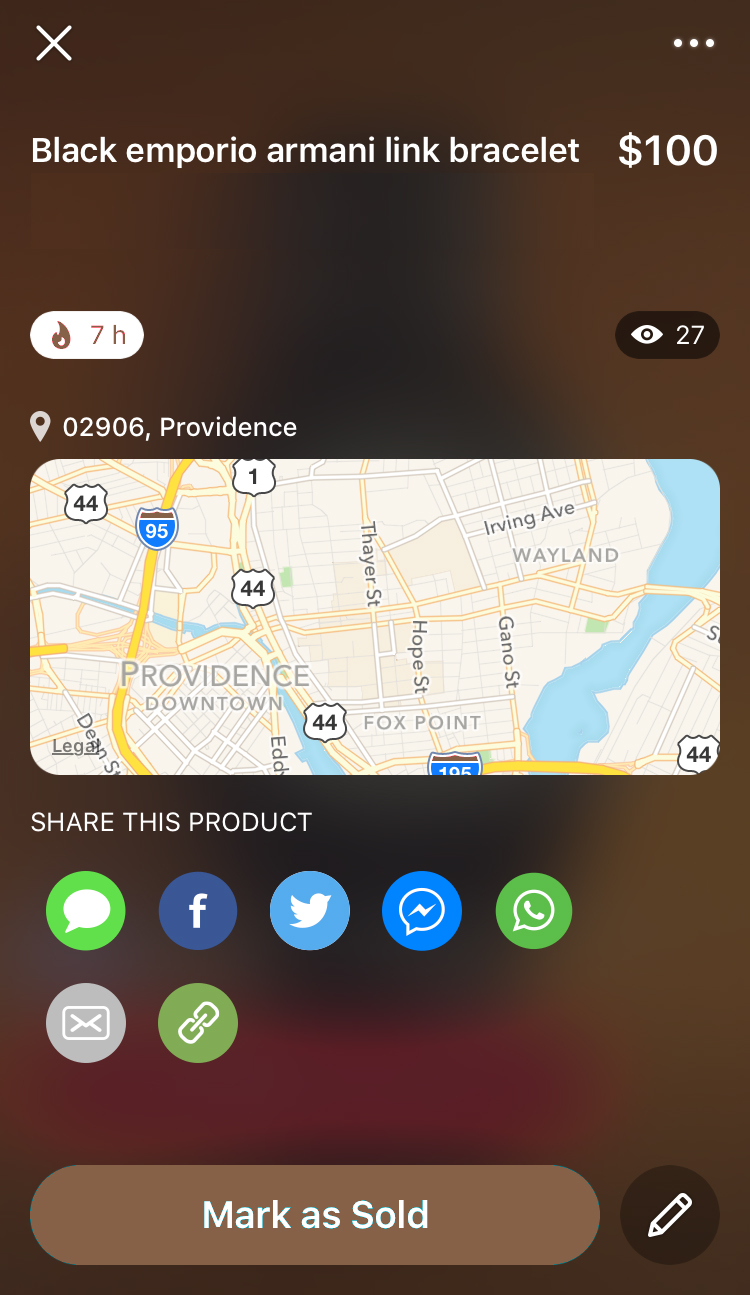 Black emporio armani link bracelet $100
7 h 27
02906, Providence
1
44
95
Irving Ave
WAYLAND
Thayer St
44
Hope St
Gano St
PROVIDENCE
DOWNTOWN
44
FOX POINT
Dean St
Legal
Eddy
195
44
SHARE THIS PRODUCT
f
Mark as Sold